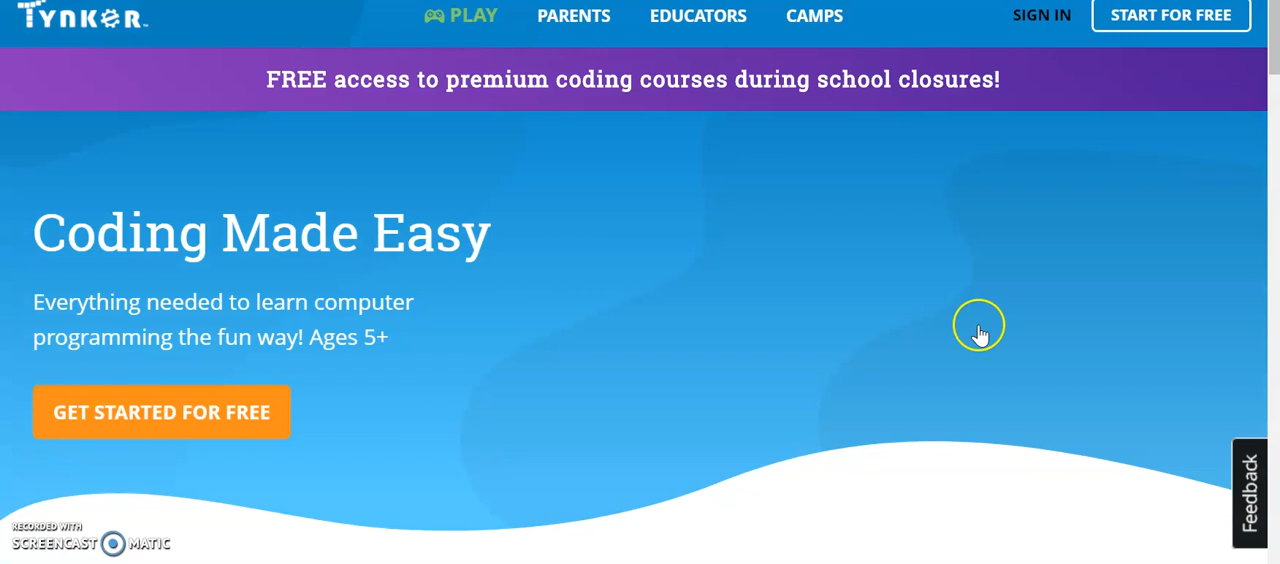 TYNKER
PLAY PARENTS EDUCATORS CAMPS SIGN IN START FOR FREE
FREE access to premium coding courses during school closures!
Coding Made Easy
Everything needed to learn computer
programming the fun way! Ages 5+
GET STARTED FOR FREE
Feedback
RECORDED WITH
SCREENCAST MATIC